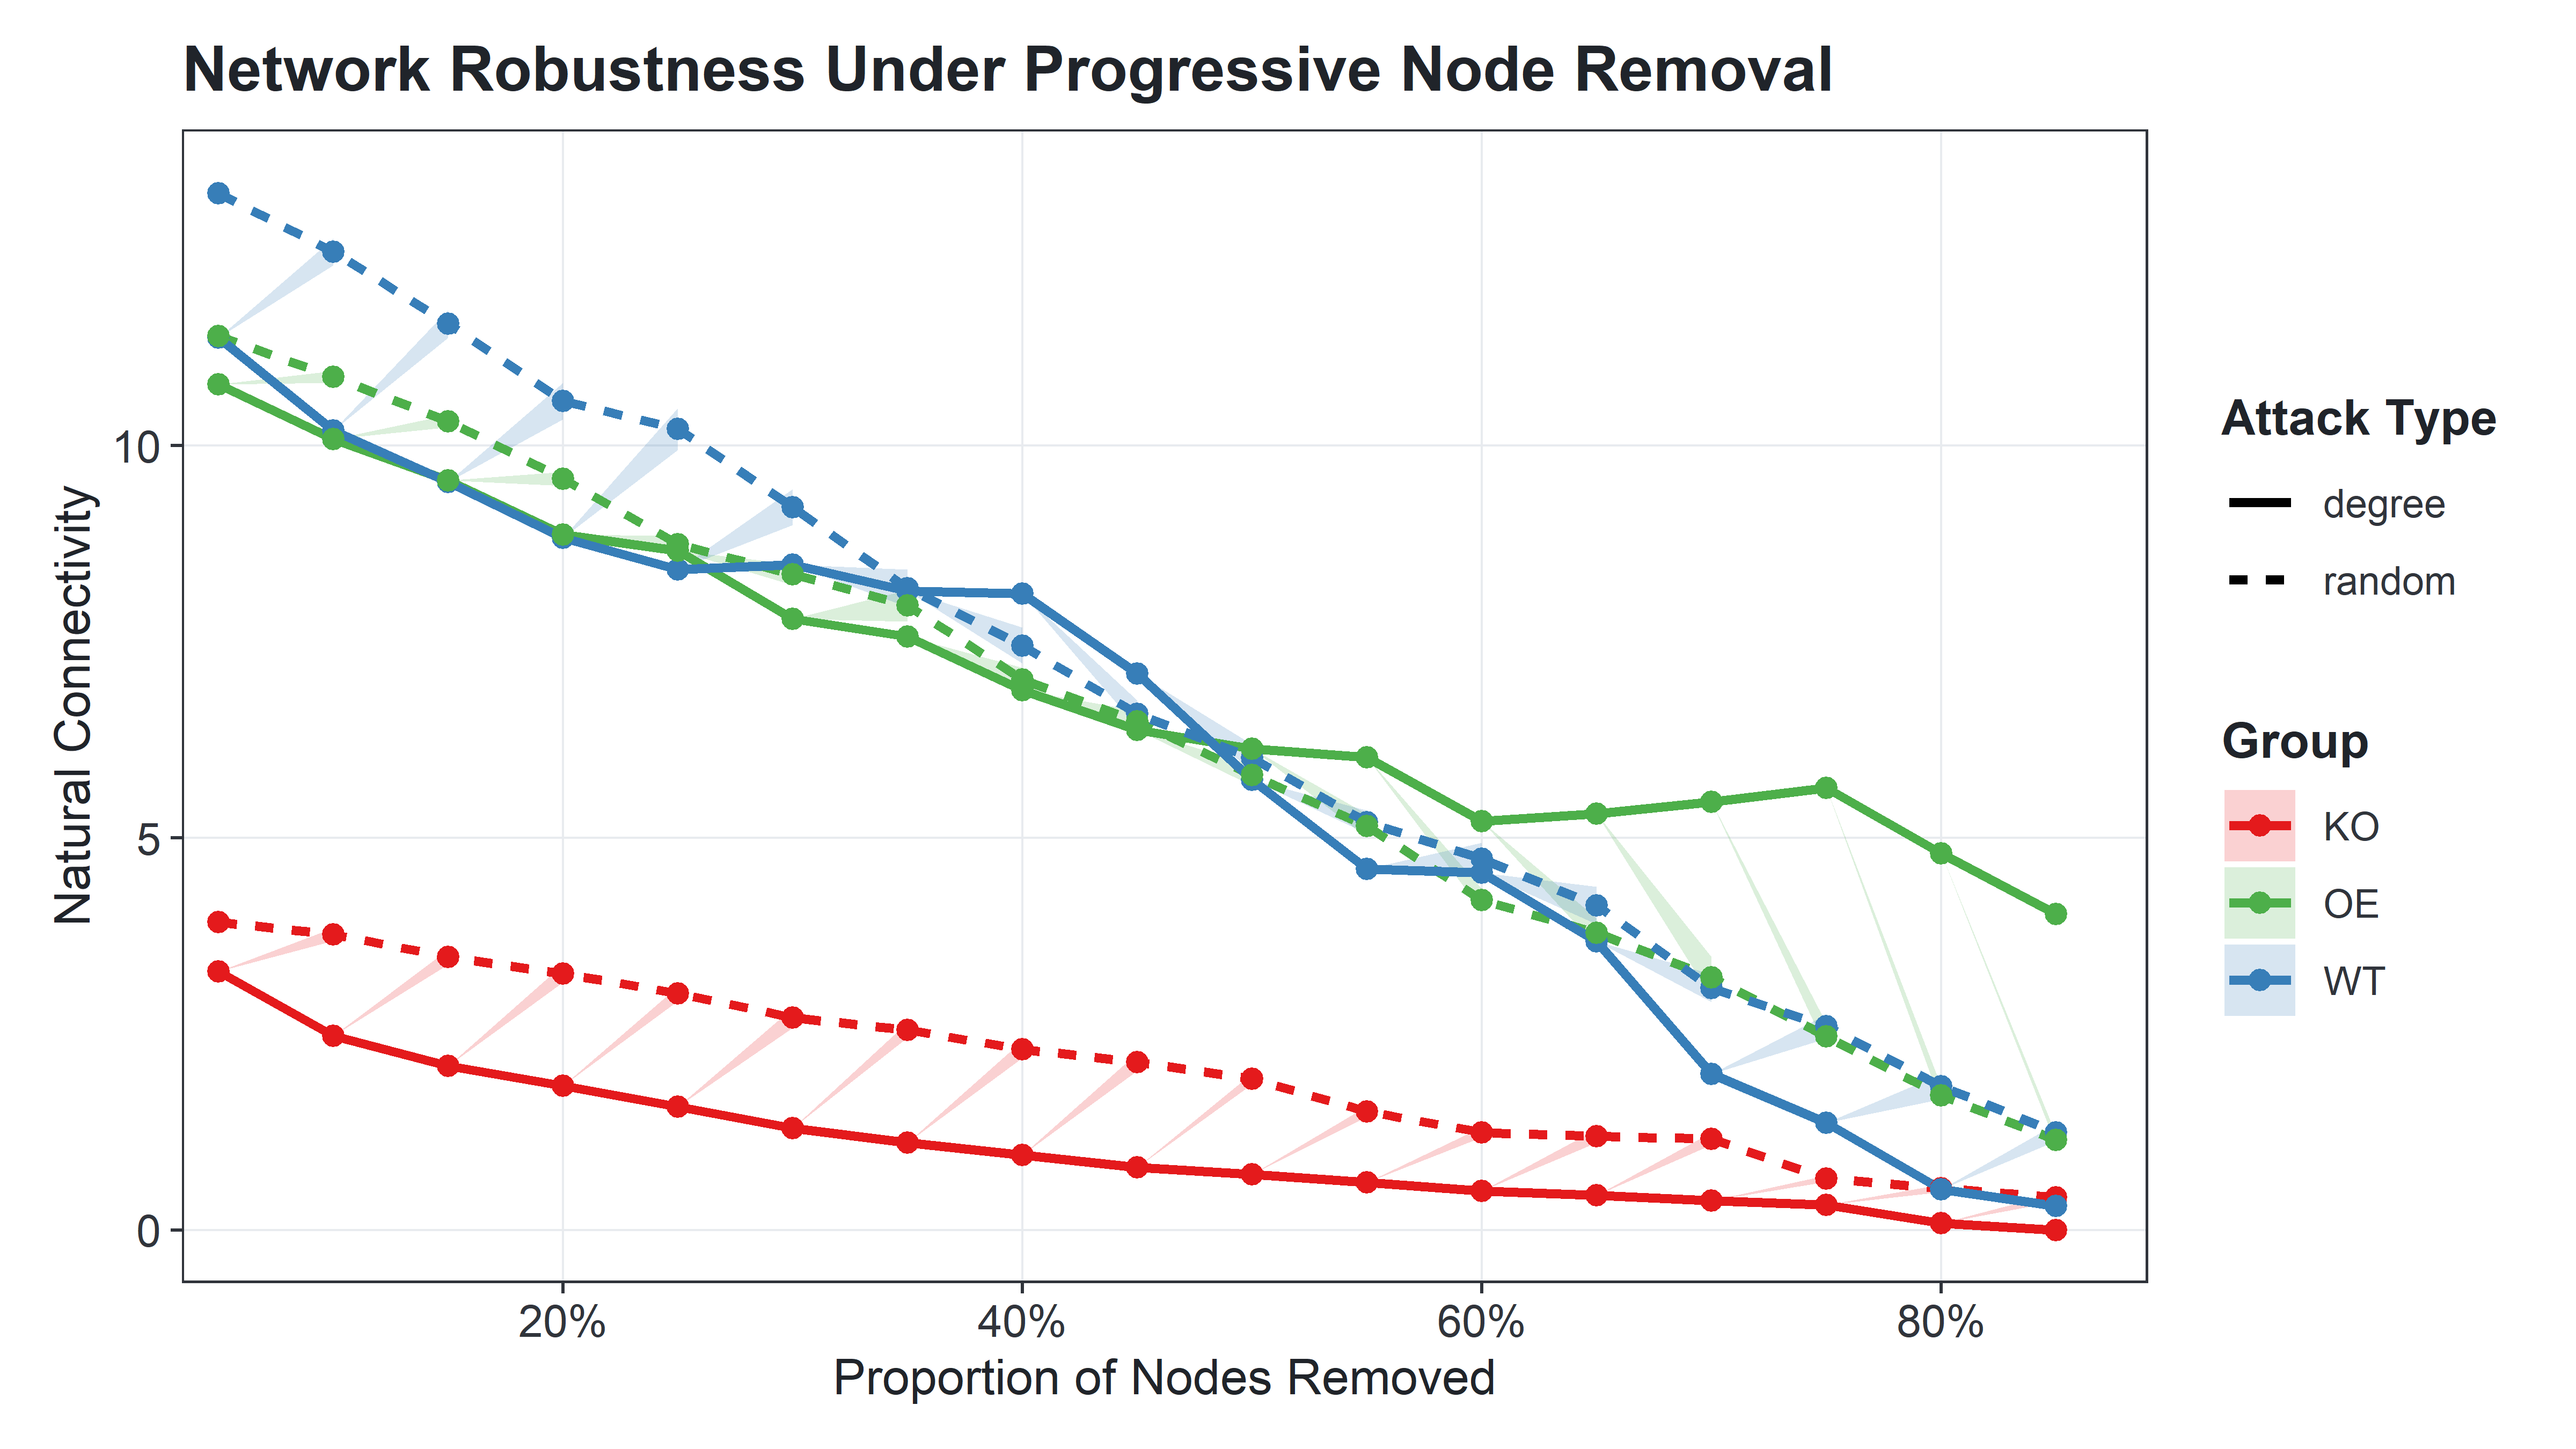 Network Robustness Under Progressive Node Removal
Natural Connectivity
10
5
0
20%
40%
60%
80%
Proportion of Nodes Removed
Attack Type
degree
random
Group
KO
OE
WT